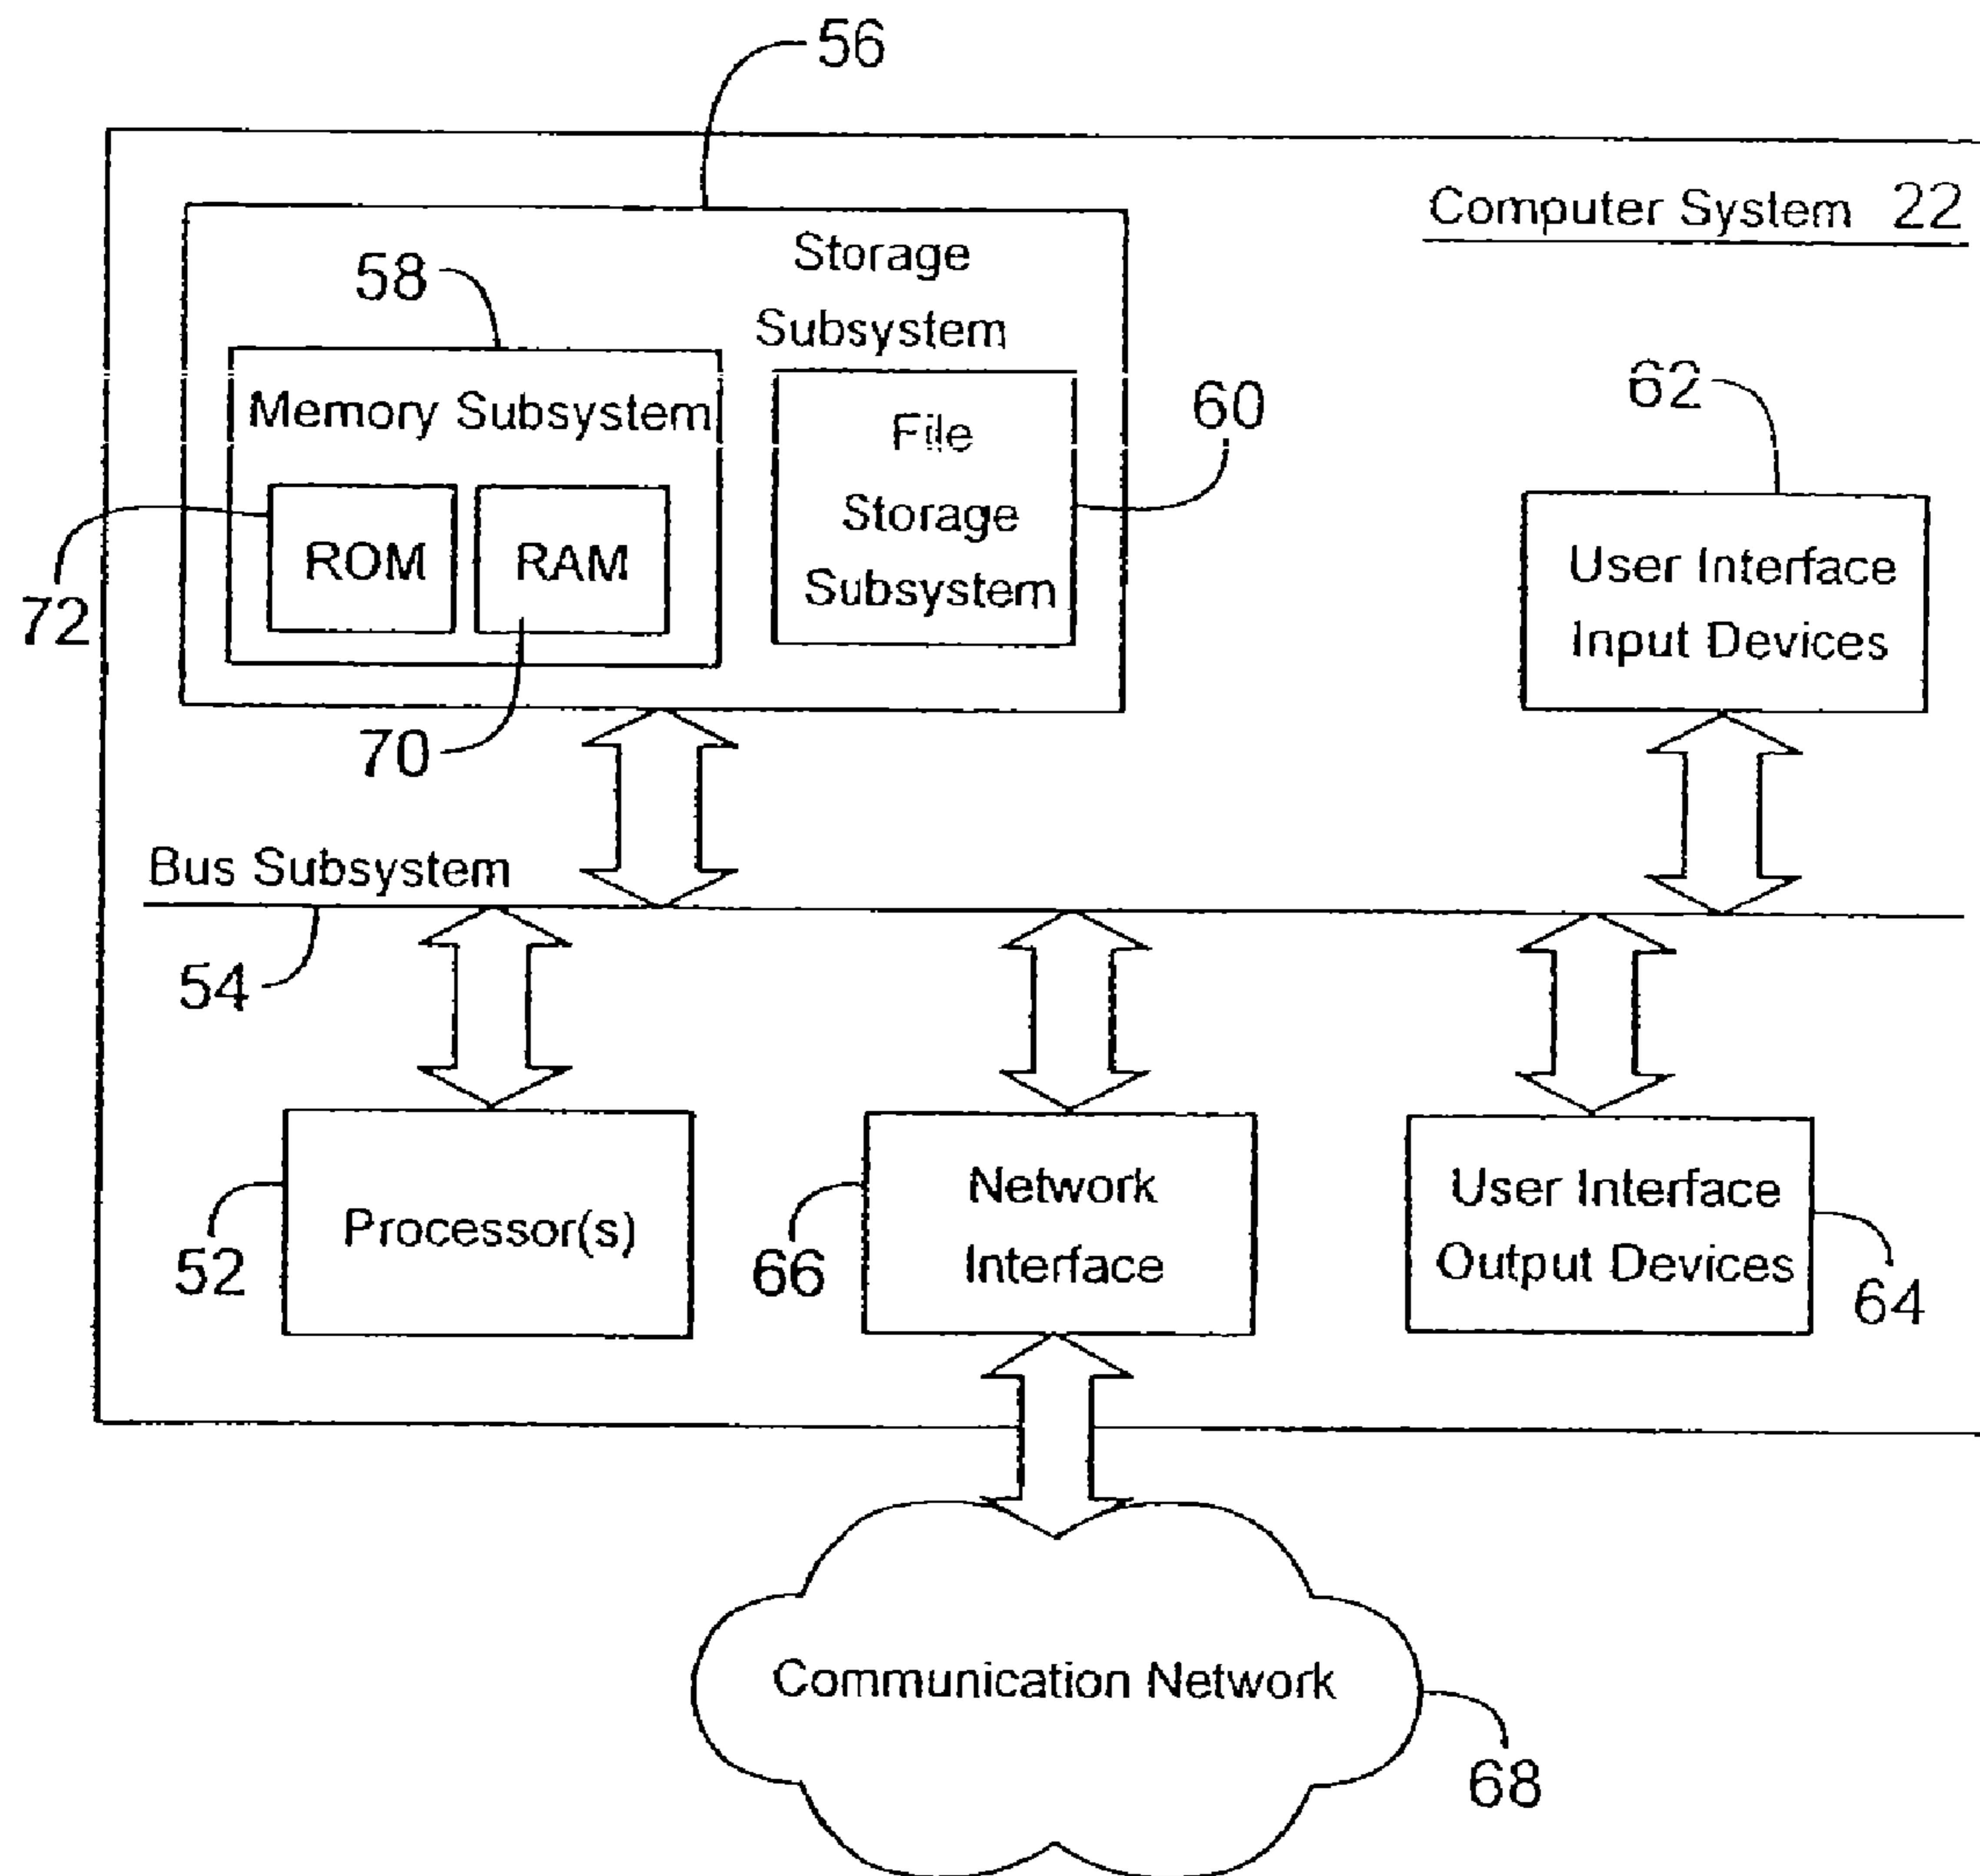 56
Computer System 22
Storage
Subsystem
58
Memory Subsystem
File
Storage
Subsystem
60
62
ROM
RAM
72
User Interface
Input Devices
70
Bus Subsystem
54
Processor(s)
52
Network
Interface
66
User Interface
Output Devices
64
Communication Network
68